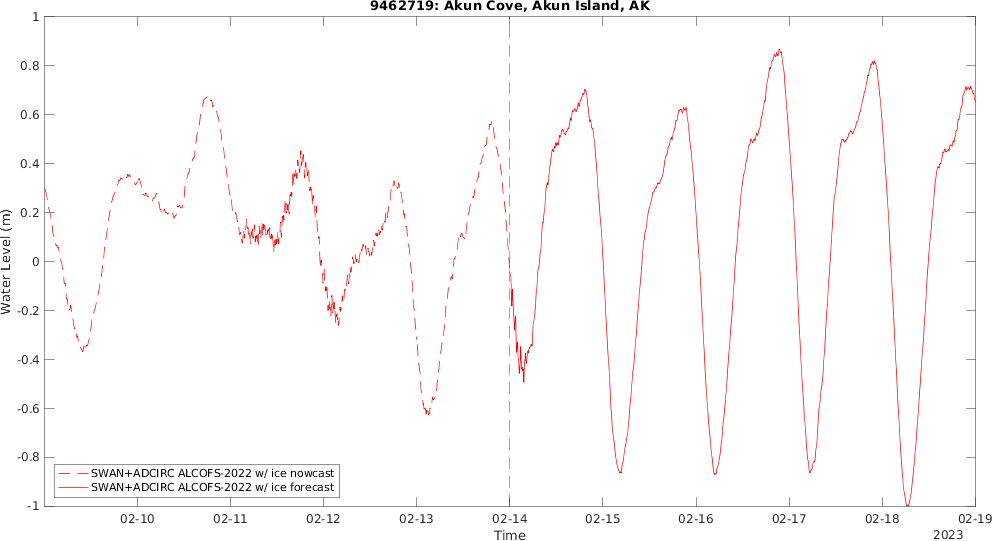 9462719: Akun Cove, Akun Island, AK
1
0.8
0.6
0.4
0.2
0
-0.2
-0.4
-0.6
-0.8
-1
Water Level (m)
SWAN+ADCIRC ALCOFS-2022 w/ ice nowcast
SWAN+ADCIRC ALCOFS-2022 w/ ice forecast
02-10 02-11 02-12 02-13 02-14 02-15 02-16 02-17 02-18 02-19
Time
2023